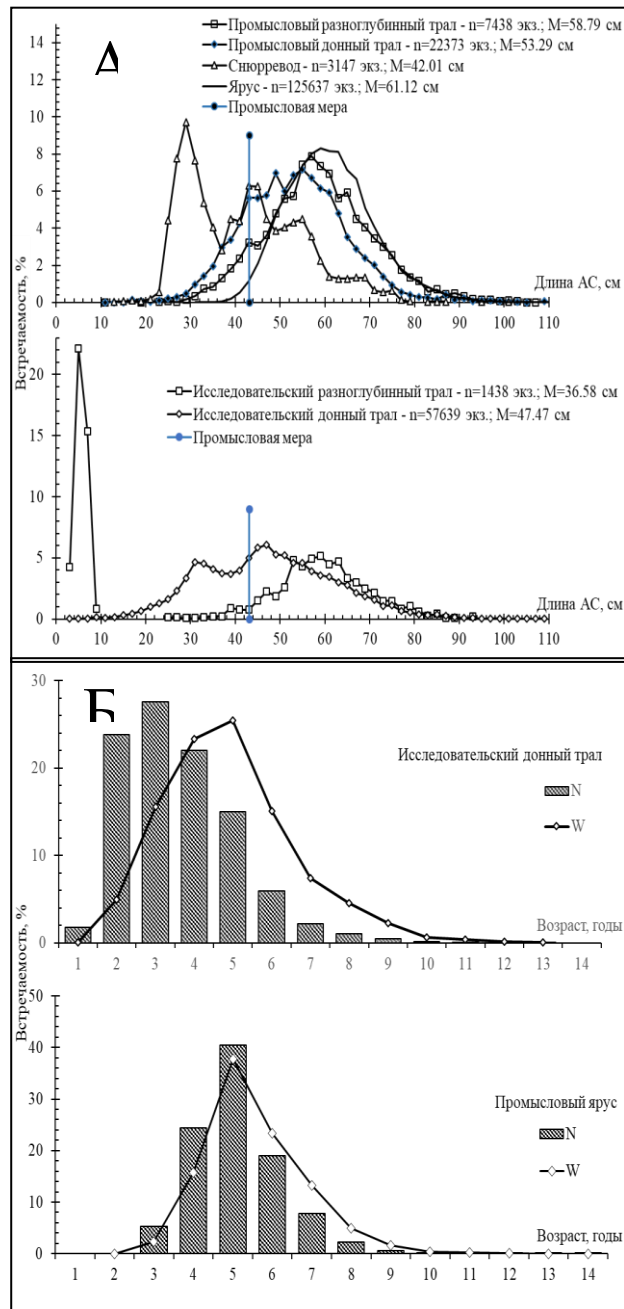 А
Промысловый разноглубинный трал - n=7438 экз.; M=58.79 см
Промысловый донный трал - n=22373 экз.; M=53.29 см
Снюрревод - n=3147 экз.; M=42.01 см
Ярус - n=125637 экз.; M=61.12 см
Промысловая мера
14
12
10
8
6
4
2
0
Длина АС, см
0 10 20 30 40 50 60 70 80 90 100 110
Встречаемость, %
Исследовательский разноглубинный трал - n=1438 экз.; M=36.58 см
Исследовательский донный трал - n=57639 экз.; M=47.47 см
Промысловая мера
20
15
10
5
0
Длина АС, см
0 10 20 30 40 50 60 70 80 90 100 110
Б
30
20
10
0
Исследовательский донный трал
N
W
Возраст, годы
1 2 3 4 5 6 7 8 9 10 11 12 13 14
Встречаемость, %
50
40
30
20
10
0
Промысловый ярус
N
W
Возраст, годы
1 2 3 4 5 6 7 8 9 10 11 12 13 14